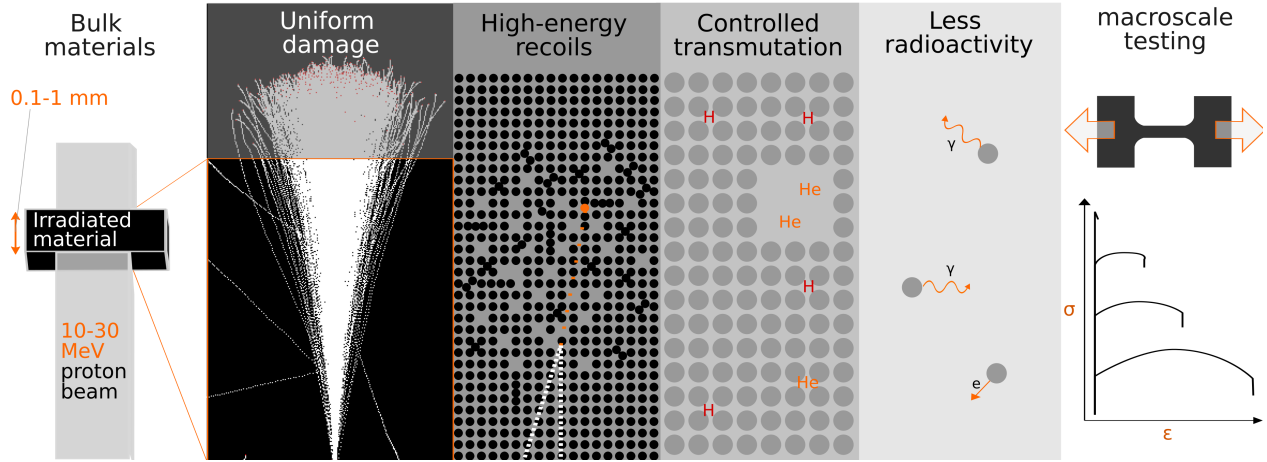 Bulk
materials
0.1-1 mm
Irradiated
material
10-30
MeV
proton
beam
Uniform
damage
High-energy
recoils
Controlled
transmutation
H
H
He
He
H
He
H
Less
radioactivity
γ
γ
e
macroscale
testing
σ
ε